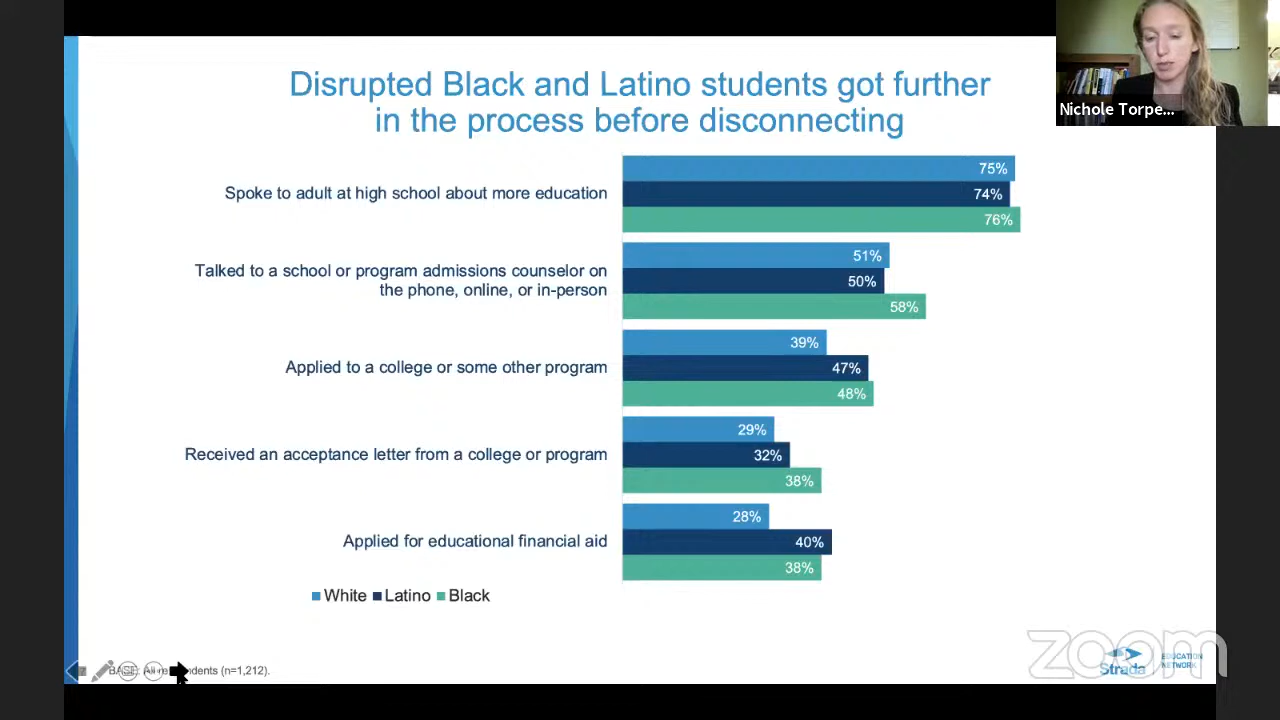 Disrupted Black and Latino students got further
in the process before disconnecting
Nichole Torpe...
Spoke to adult at high school about more education
75%
74%
76%
Talked to a school or program admissions counselor on
the phone, online, or in-person
51%
50%
58%
Applied to a college or some other program
39%
47%
48%
Received an acceptance letter from a college or program
29%
32%
38%
Applied for educational financial aid
28%
40%
38%
White Latino Black
BASE: All (n=1,212).
zoom
Strada
EDUCATION
NETWORK